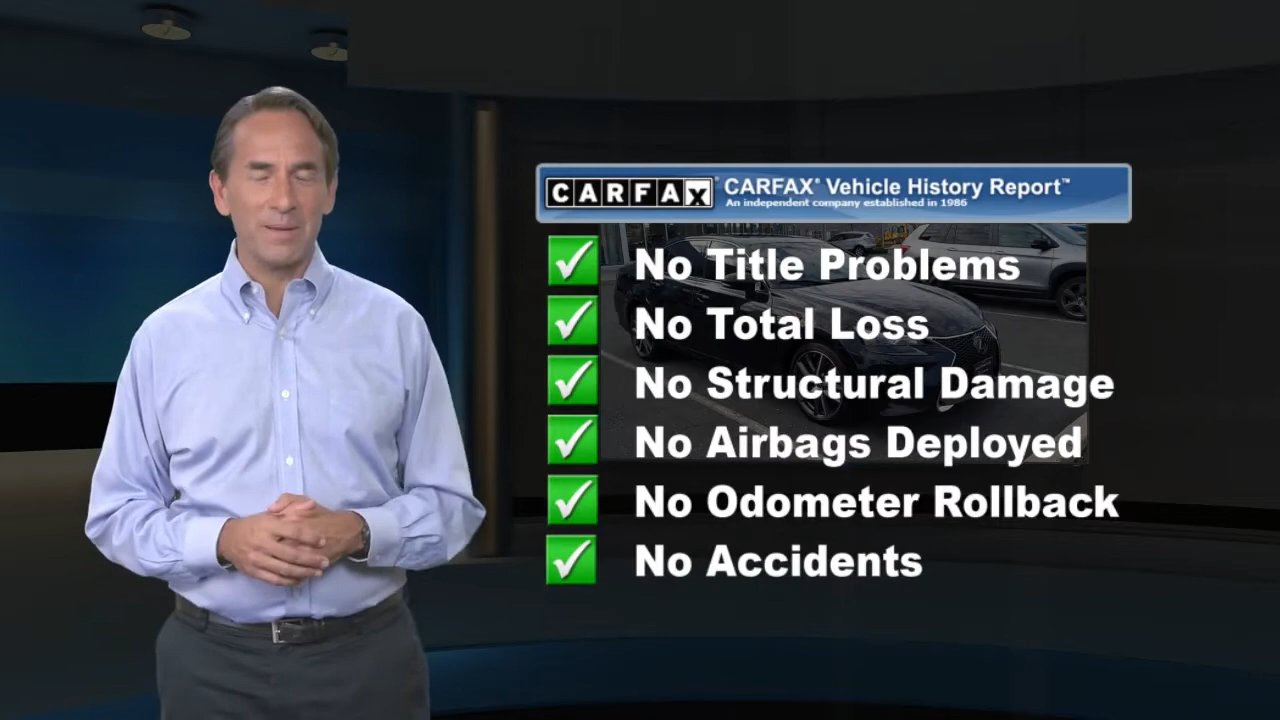 CARFAX® CARFAX® Vehicle History Report™
An independent company established in 1986
No Title Problems
No Total Loss
No Structural Damage
No Airbags Deployed
No Odometer Rollback
No Accidents